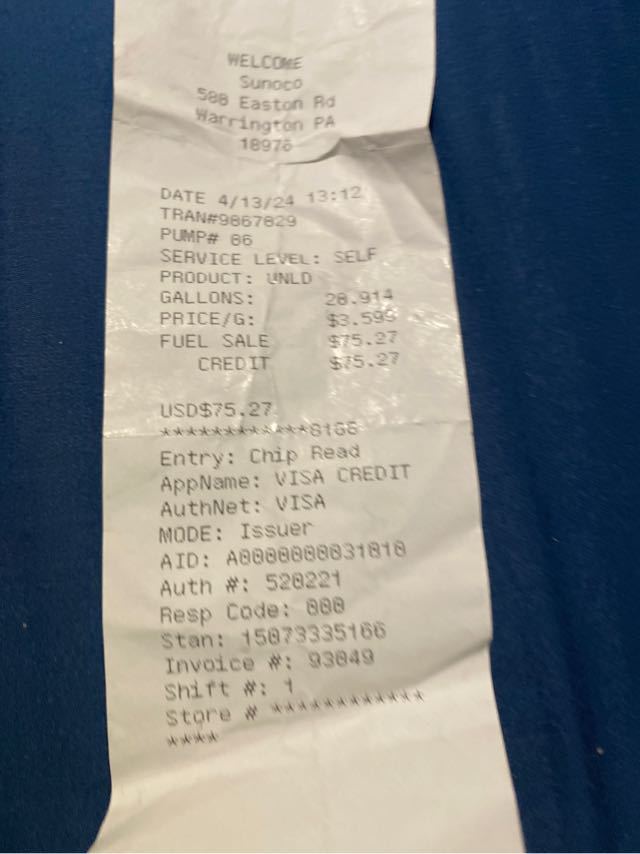 WELCOME
Sunoco
500 Easton Rd
Warrington PA
18976
DATE 4/13/24 13:12
TRAN#9067029
PUMP# 06
SERVICE LEVEL: SELF
PRODUCT: UNLD
GALLONS: 20.914
PRICE/G: $3.599
FUEL SALE $75.27
CREDIT $75.27
USD$75.27
************0166
Entry: Chip Read
AppName: VISA CREDIT
AuthNet: VISA
MODE: Issuer
AID: A0000000031010
Auth #: 520221
Resp Code: 000
Stan: 15073335166
Invoice #: 93049
Shift #: 1
Store # ************
****